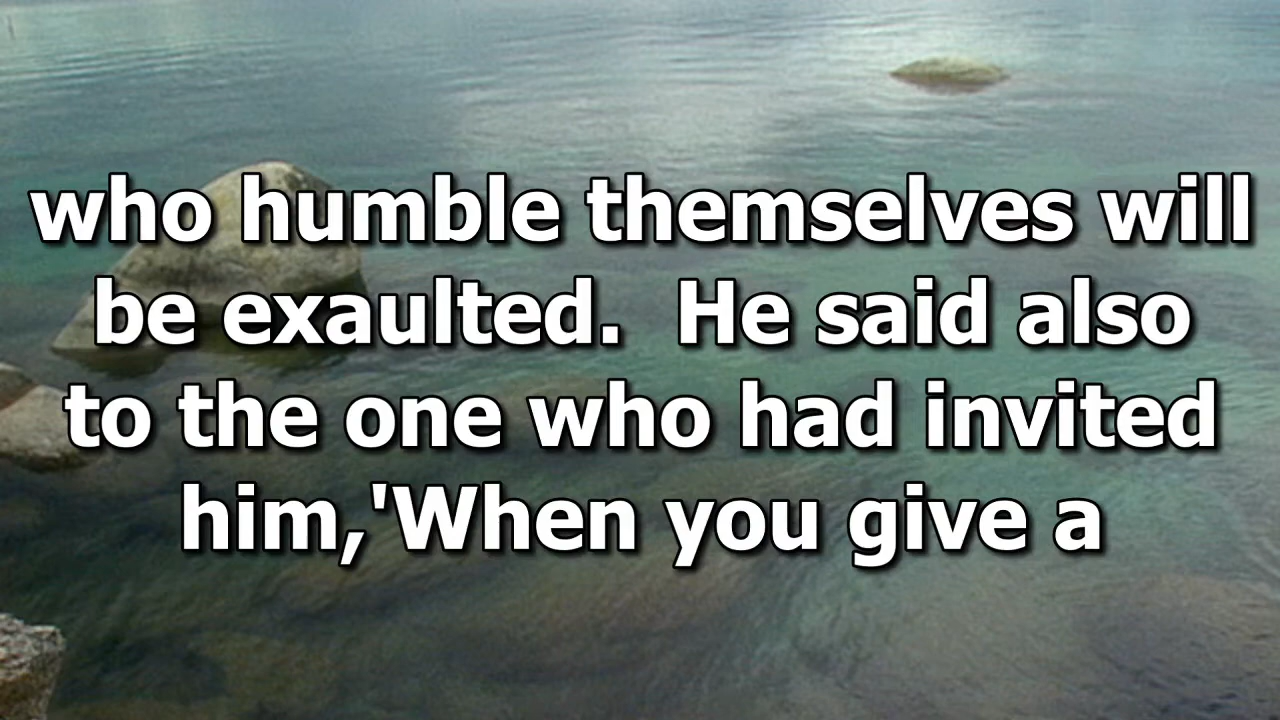 who humble themselves will
be exaulted.  He said also
to the one who had invited
him,'When you give a